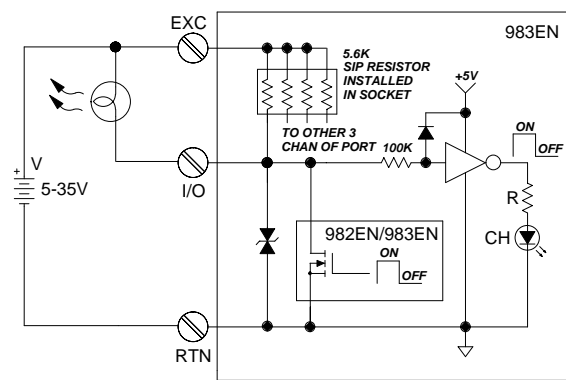 EXC
983EN
5.6K
SIP RESISTOR
INSTALLED
IN SOCKET
+5V
TO OTHER 3
CHAN OF PORT
100K
ON
OFF
+ V
5-35V
I/O
R
982EN/983EN
ON
OFF
CH
RTN